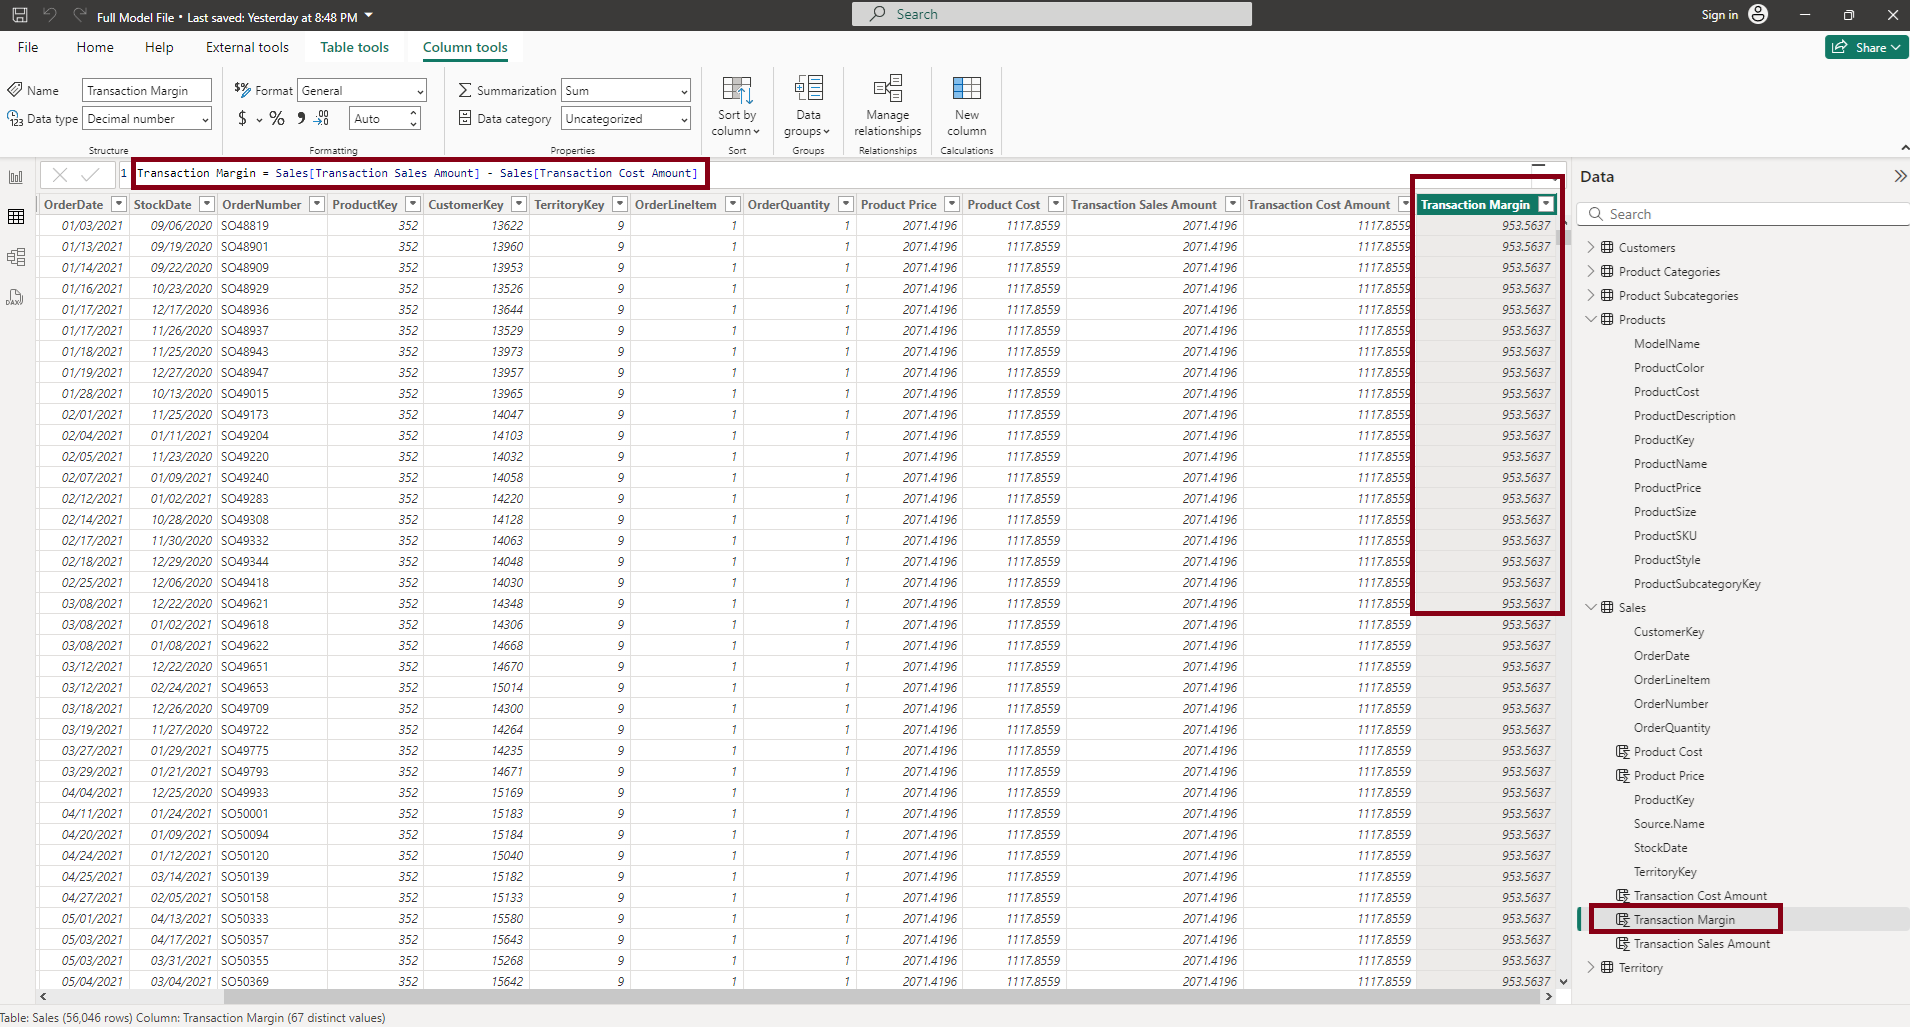 Full Model File • Last saved: Yesterday at 8:48 PM
Search
Sign in
File Home Help External tools Table tools Column tools
Share
Name Transaction Margin
Data type Decimal number
Structure
Format General
$ % Auto
Formatting
Summarization Sum
Data category Uncategorized
Properties
Sort by column
Sort
Data groups
Groups
Manage relationships
Relationships
New column
Calculations
1 Transaction Margin = Sales[Transaction Sales Amount] - Sales[Transaction Cost Amount]
OrderDate StockDate OrderNumber ProductKey CustomerKey TerritoryKey OrderLineItem OrderQuantity Product Price Product Cost Transaction Sales Amount Transaction Cost Amount Transaction Margin
01/03/2021 09/06/2020 SO48819 352 13622 9 1 1 2071.4196 1117.8559 2071.4196 1117.8559 953.5637
01/13/2021 09/19/2020 SO48901 352 13960 9 1 1 2071.4196 1117.8559 2071.4196 1117.8559 953.5637
01/14/2021 09/22/2020 SO48909 352 13953 9 1 1 2071.4196 1117.8559 2071.4196 1117.8559 953.5637
01/16/2021 10/23/2020 SO48929 352 13526 9 1 1 2071.4196 1117.8559 2071.4196 1117.8559 953.5637
01/17/2021 12/17/2020 SO48936 352 13644 9 1 1 2071.4196 1117.8559 2071.4196 1117.8559 953.5637
01/17/2021 11/26/2020 SO48937 352 13529 9 1 1 2071.4196 1117.8559 2071.4196 1117.8559 953.5637
01/18/2021 11/25/2020 SO48943 352 13973 9 1 1 2071.4196 1117.8559 2071.4196 1117.8559 953.5637
01/19/2021 12/27/2020 SO48947 352 13957 9 1 1 2071.4196 1117.8559 2071.4196 1117.8559 953.5637
01/28/2021 10/13/2020 SO49015 352 13965 9 1 1 2071.4196 1117.8559 2071.4196 1117.8559 953.5637
02/01/2021 11/25/2020 SO49173 352 14047 9 1 1 2071.4196 1117.8559 2071.4196 1117.8559 953.5637
02/04/2021 01/11/2021 SO49204 352 14103 9 1 1 2071.4196 1117.8559 2071.4196 1117.8559 953.5637
02/05/2021 11/23/2020 SO49220 352 14032 9 1 1 2071.4196 1117.8559 2071.4196 1117.8559 953.5637
02/07/2021 01/09/2021 SO49240 352 14058 9 1 1 2071.4196 1117.8559 2071.4196 1117.8559 953.5637
02/12/2021 01/02/2021 SO49283 352 14220 9 1 1 2071.4196 1117.8559 2071.4196 1117.8559 953.5637
02/14/2021 10/28/2020 SO49308 352 14128 9 1 1 2071.4196 1117.8559 2071.4196 1117.8559 953.5637
02/17/2021 11/30/2020 SO49332 352 14063 9 1 1 2071.4196 1117.8559 2071.4196 1117.8559 953.5637
02/18/2021 12/29/2020 SO49344 352 14048 9 1 1 2071.4196 1117.8559 2071.4196 1117.8559 953.5637
02/25/2021 12/06/2020 SO49418 352 14030 9 1 1 2071.4196 1117.8559 2071.4196 1117.8559 953.5637
03/08/2021 12/22/2020 SO49621 352 14348 9 1 1 2071.4196 1117.8559 2071.4196 1117.8559 953.5637
03/08/2021 01/02/2021 SO49618 352 14306 9 1 1 2071.4196 1117.8559 2071.4196 1117.8559 953.5637
03/08/2021 01/08/2021 SO49622 352 14668 9 1 1 2071.4196 1117.8559 2071.4196 1117.8559 953.5637
03/12/2021 12/22/2020 SO49651 352 14670 9 1 1 2071.4196 1117.8559 2071.4196 1117.8559 953.5637
03/12/2021 02/24/2021 SO49653 352 15014 9 1 1 2071.4196 1117.8559 2071.4196 1117.8559 953.5637
03/18/2021 12/26/2020 SO49709 352 14300 9 1 1 2071.4196 1117.8559 2071.4196 1117.8559 953.5637
03/19/2021 11/27/2020 SO49722 352 14264 9 1 1 2071.4196 1117.8559 2071.4196 1117.8559 953.5637
03/27/2021 01/29/2021 SO49775 352 14235 9 1 1 2071.4196 1117.8559 2071.4196 1117.8559 953.5637
03/29/2021 01/21/2021 SO49793 352 14671 9 1 1 2071.4196 1117.8559 2071.4196 1117.8559 953.5637
04/04/2021 12/25/2020 SO49933 352 15169 9 1 1 2071.4196 1117.8559 2071.4196 1117.8559 953.5637
04/11/2021 01/24/2021 SO50001 352 15183 9 1 1 2071.4196 1117.8559 2071.4196 1117.8559 953.5637
04/20/2021 01/09/2021 SO50094 352 15184 9 1 1 2071.4196 1117.8559 2071.4196 1117.8559 953.5637
04/24/2021 01/12/2021 SO50120 352 15040 9 1 1 2071.4196 1117.8559 2071.4196 1117.8559 953.5637
04/25/2021 03/14/2021 SO50139 352 15182 9 1 1 2071.4196 1117.8559 2071.4196 1117.8559 953.5637
04/27/2021 02/05/2021 SO50158 352 15133 9 1 1 2071.4196 1117.8559 2071.4196 1117.8559 953.5637
05/01/2021 04/13/2021 SO50333 352 15580 9 1 1 2071.4196 1117.8559 2071.4196 1117.8559 953.5637
05/03/2021 04/17/2021 SO50357 352 15643 9 1 1 2071.4196 1117.8559 2071.4196 1117.8559 953.5637
05/03/2021 03/31/2021 SO50355 352 15268 9 1 1 2071.4196 1117.8559 2071.4196 1117.8559 953.5637
05/04/2021 03/04/2021 SO50369 352 15642 9 1 1 2071.4196 1117.8559 2071.4196 1117.8559 953.5637
Data
Search
Customers
Product Categories
Product Subcategories
Products
ModelName
ProductColor
ProductCost
ProductDescription
ProductKey
ProductName
ProductPrice
ProductSize
ProductSKU
ProductStyle
ProductSubcategoryKey
Sales
CustomerKey
OrderDate
OrderLineItem
OrderNumber
OrderQuantity
Product Cost
Product Price
ProductKey
Source.Name
StockDate
TerritoryKey
Transaction Cost Amount
Transaction Margin
Transaction Sales Amount
Territory
Table: Sales (56,046 rows) Column: Transaction Margin (67 distinct values)